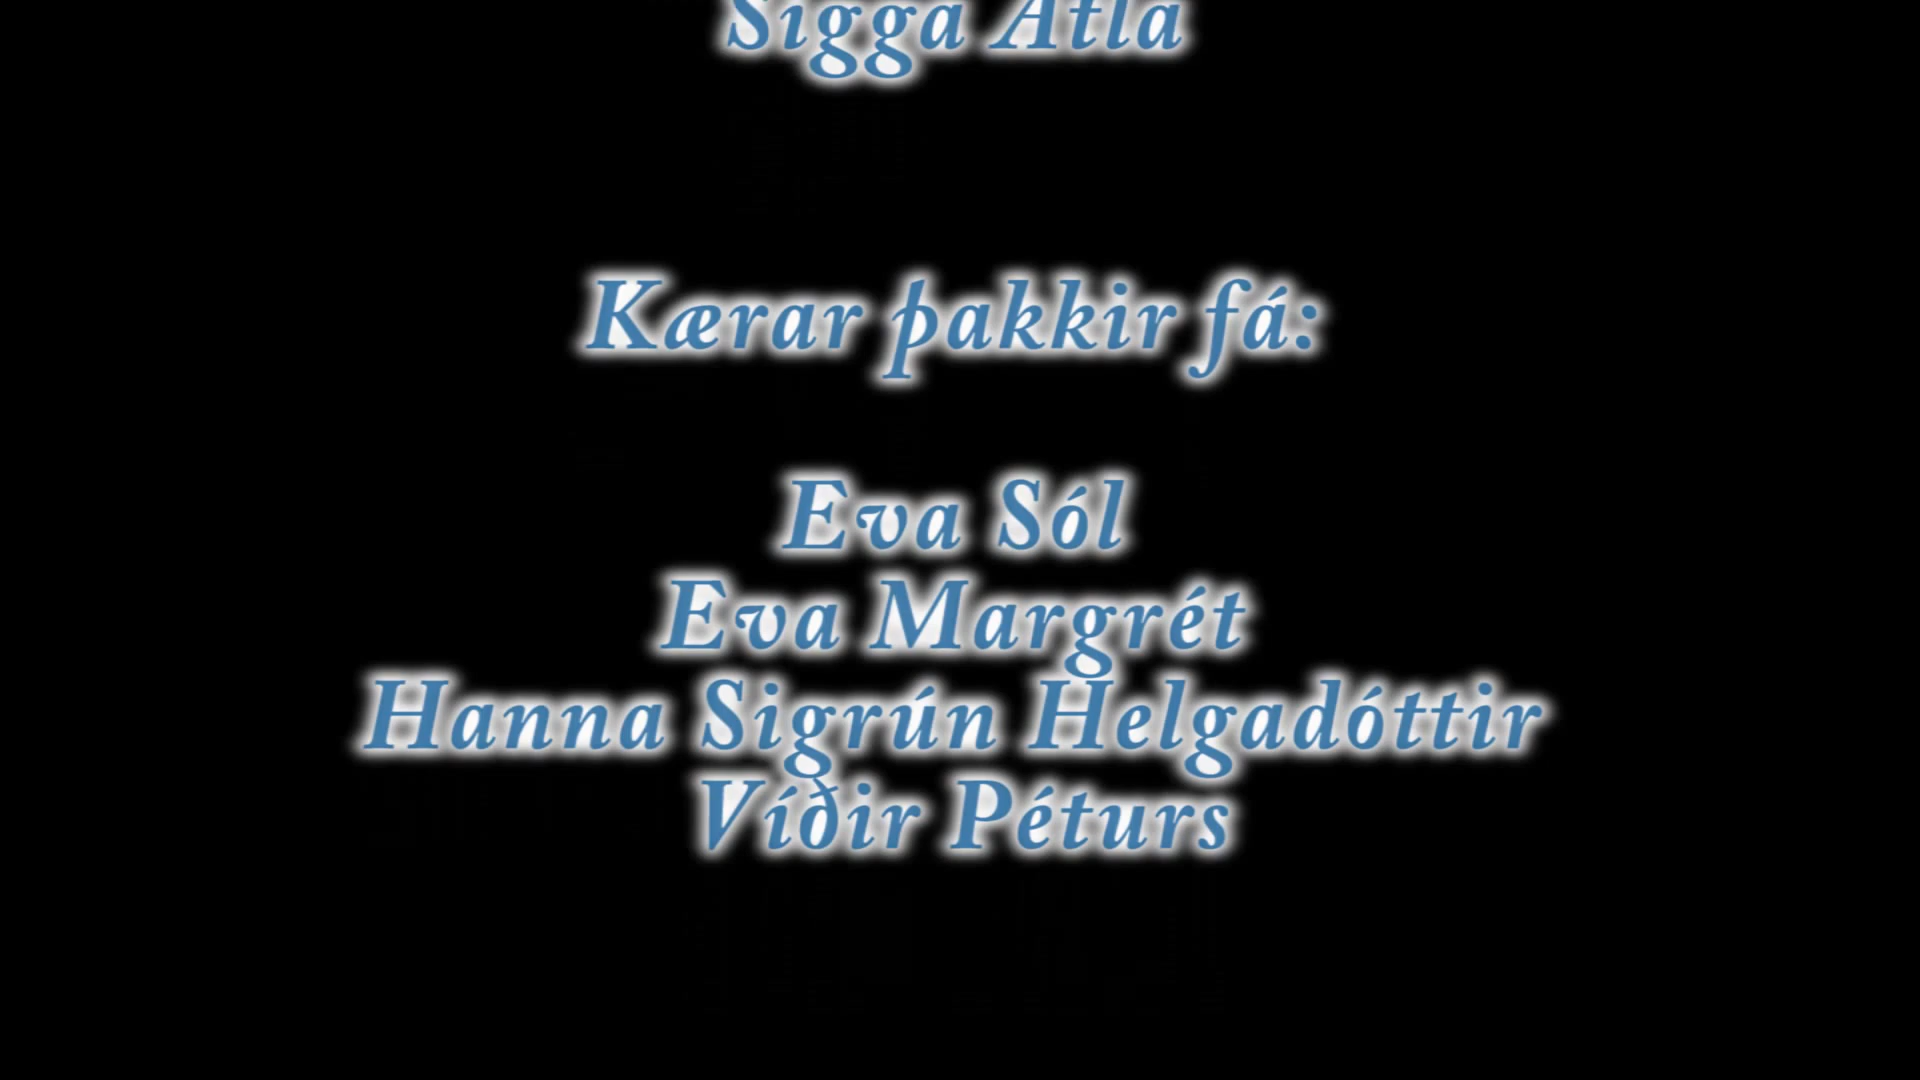 Sigga Atla
Kærar þakkir fá:
Eva Sól
Eva Margrét
Hanna Sigrún Helgadóttir
Víðir Péturs